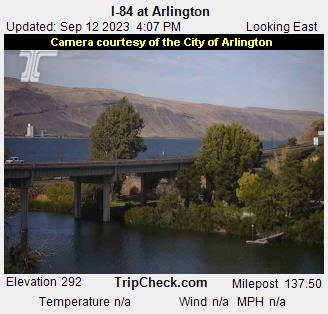 I-84 at Arlington
Updated: Sep 12 2023 4:07 PM Looking East
Camera courtesy of the City of Arlington
Elevation 292 TripCheck.com Milepost 137.50
Temperature n/a Wind n/a MPH n/a